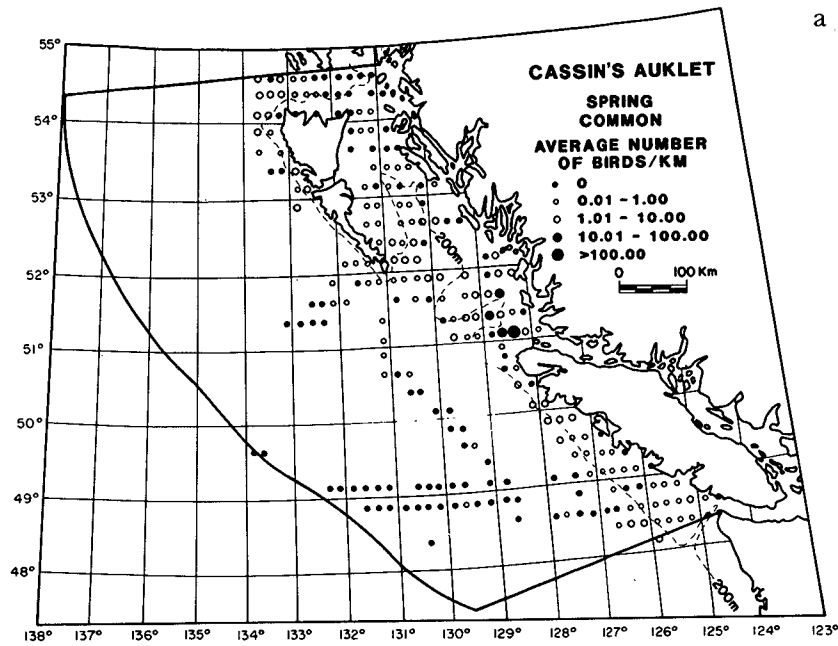 a
55°
CASSIN'S AUKLET
SPRING
COMMON
AVERAGE NUMBER
OF BIRDS/KM
0
0.01 - 1.00
1.01 - 10.00
10.01 - 100.00
>100.00
0 100 Km
54°
53°
200m
52°
51°
50°
49°
48°
200m
138° 137° 136° 135° 134° 133° 132° 131° 130° 129° 128° 127° 126° 125° 124° 123°